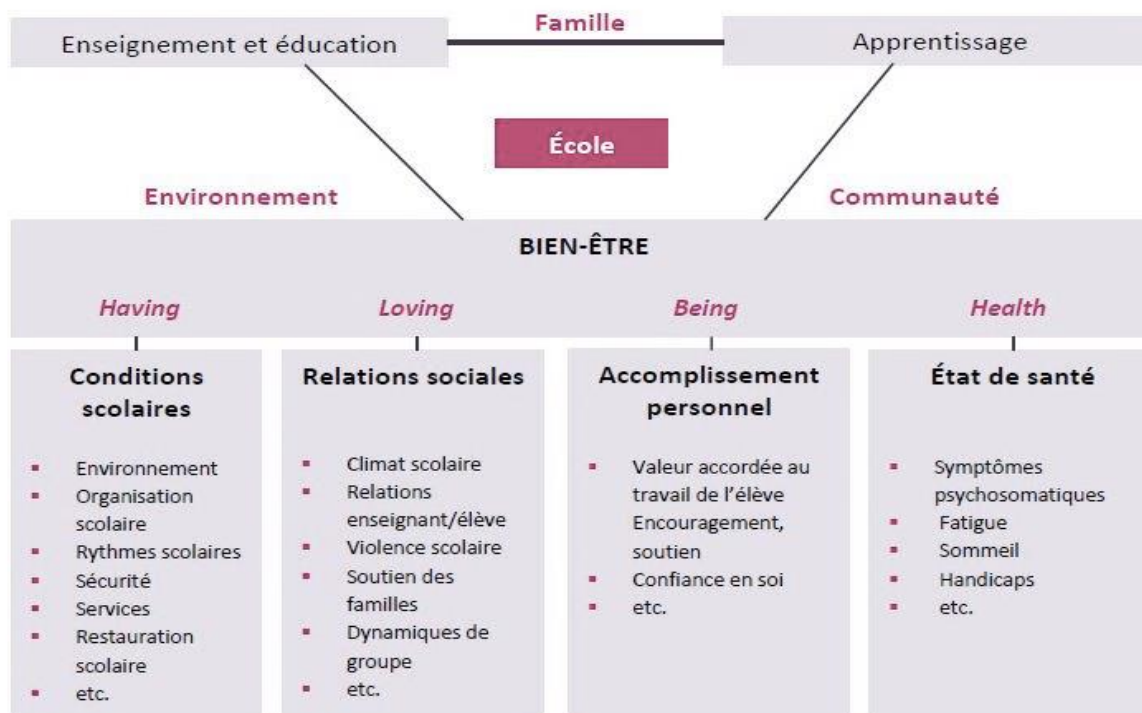 Famille
Enseignement et éducation
Apprentissage
École
Environnement
Communauté
BIEN-ÊTRE
Having
Loving
Being
Health
Conditions
scolaires
▪ Environnement
▪ Organisation
scolaire
▪ Rythmes scolaires
▪ Sécurité
▪ Services
▪ Restauration
scolaire
▪ etc.
Relations sociales
▪ Climat scolaire
▪ Relations
enseignant/élève
▪ Violence scolaire
▪ Soutien des
familles
▪ Dynamiques de
groupe
▪ etc.
Accomplissement
personnel
▪ Valeur accordée au
travail de l'élève
Encouragement,
soutien
▪ Confiance en soi
▪ etc.
État de santé
▪ Symptômes
psychosomatiques
▪ Fatigue
▪ Sommeil
▪ Handicaps
▪ etc.